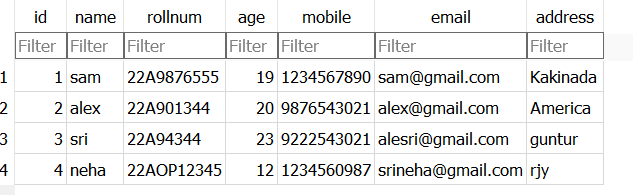 id name rollnum age mobile email address
Filter Filter Filter Filter Filter Filter Filter
1 1 sam 22A9876555 19 1234567890 sam@gmail.com Kakinada
2 2 alex 22A901344 20 9876543021 alex@gmail.com America
3 3 sri 22A94344 23 9222543021 alesri@gmail.com guntur
4 4 neha 22AOP12345 12 1234560987 srineha@gmail.com rjy